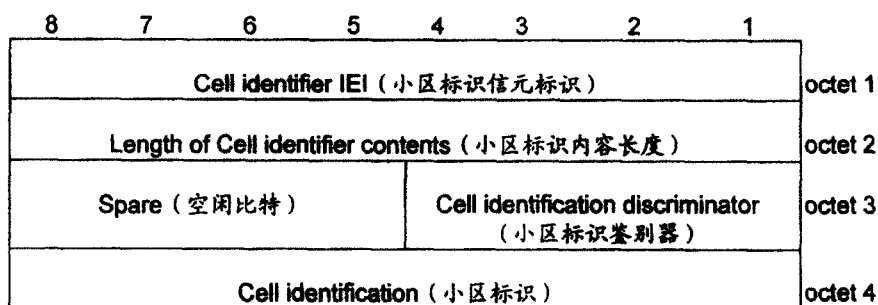 8 7 6 5 4 3 2 1
Cell identifier IEI（小区标识信元标识） octet 1
Length of Cell identifier contents（小区标识内容长度） octet 2
Spare（空闲比特） Cell identification discriminator octet 3
（小区标识鉴别器）
Cell identification（小区标识） octet 4